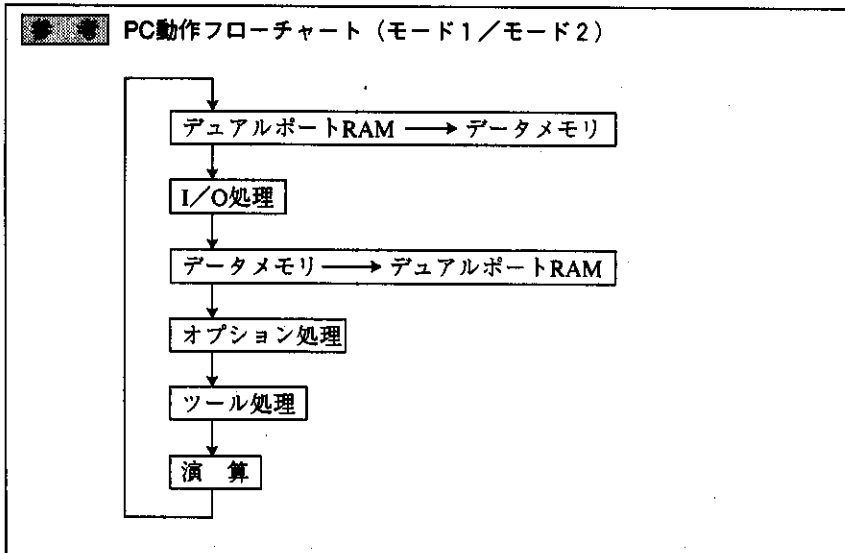 参考 PC動作フローチャート（モード1／モード2）
デュアルポートRAM → データメモリ
I／O処理
データメモリ → デュアルポートRAM
オプション処理
ツール処理
演 算